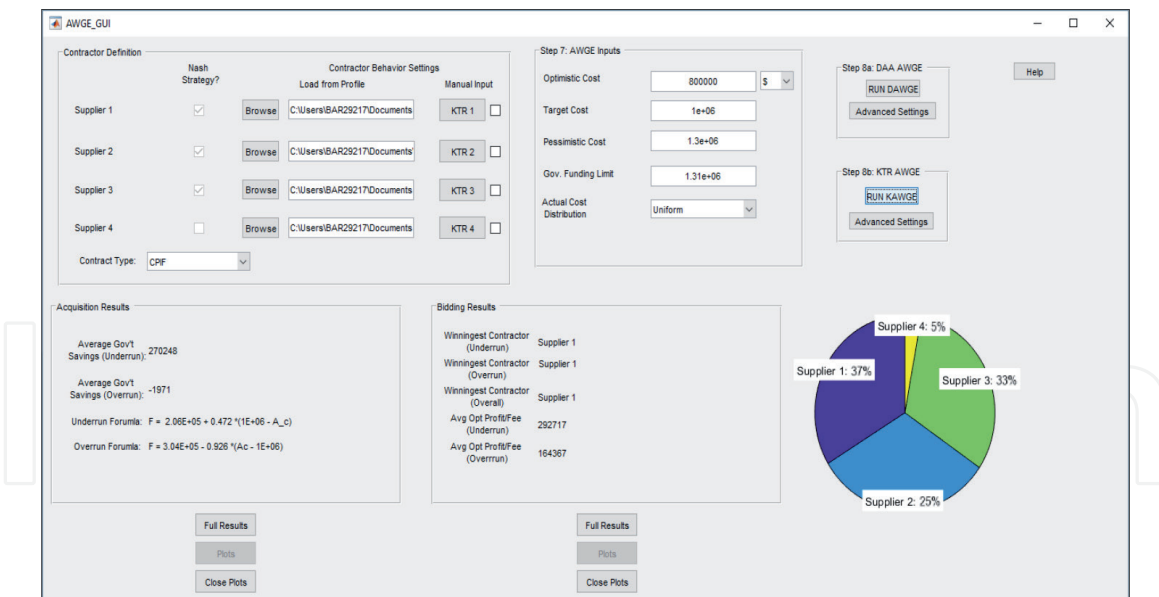 AWGE_GUI
Contractor Definition
Nash
Strategy?
Contractor Behavior Settings
Load from Profile
Manual Input
Supplier 1 Browse C:\Users\BAR29217\Documents KTR 1
Supplier 2 Browse C:\Users\BAR29217\Documents\ KTR 2
Supplier 3 Browse C:\Users\BAR29217\Documents KTR 3
Supplier 4 Browse C:\Users\BAR29217\Documents KTR 4
Contract Type: CPIF
Step 7: AWGE Inputs
Optimistic Cost 800000 $
Target Cost 1e+06
Pessimistic Cost 1.3e+06
Gov. Funding Limit 1.31e+06
Actual Cost
Distribution
Uniform
Step 8a: DAA AWGE
RUN DAWGE
Advanced Settings
Step 8b: KTR AWGE
RUN KAWGE
Advanced Settings
Help
Acquisition Results
Average Gov't
Savings (Underrun): 270248
Average Gov't
Savings (Overrun): -1971
Underrun Forumla: F = 2.06E+05 + 0.472 *(1E+06 - A_c)
Overrun Forumla: F = 3.04E+05 - 0.926 *(Ac - 1E+06)
Full Results
Plots
Close Plots
Bidding Results
Winningest Contractor
(Underrun)
Supplier 1
Winningest Contractor
(Overrun)
Supplier 1
Winningest Contractor
(Overall)
Supplier 1
Avg Opt Profit/Fee
(Underrun)
292717
Avg Opt Profit/Fee
(Overrrun)
164367
Full Results
Plots
Close Plots
Supplier 4: 5%
Supplier 1: 37%
Supplier 3: 33%
Supplier 2: 25%